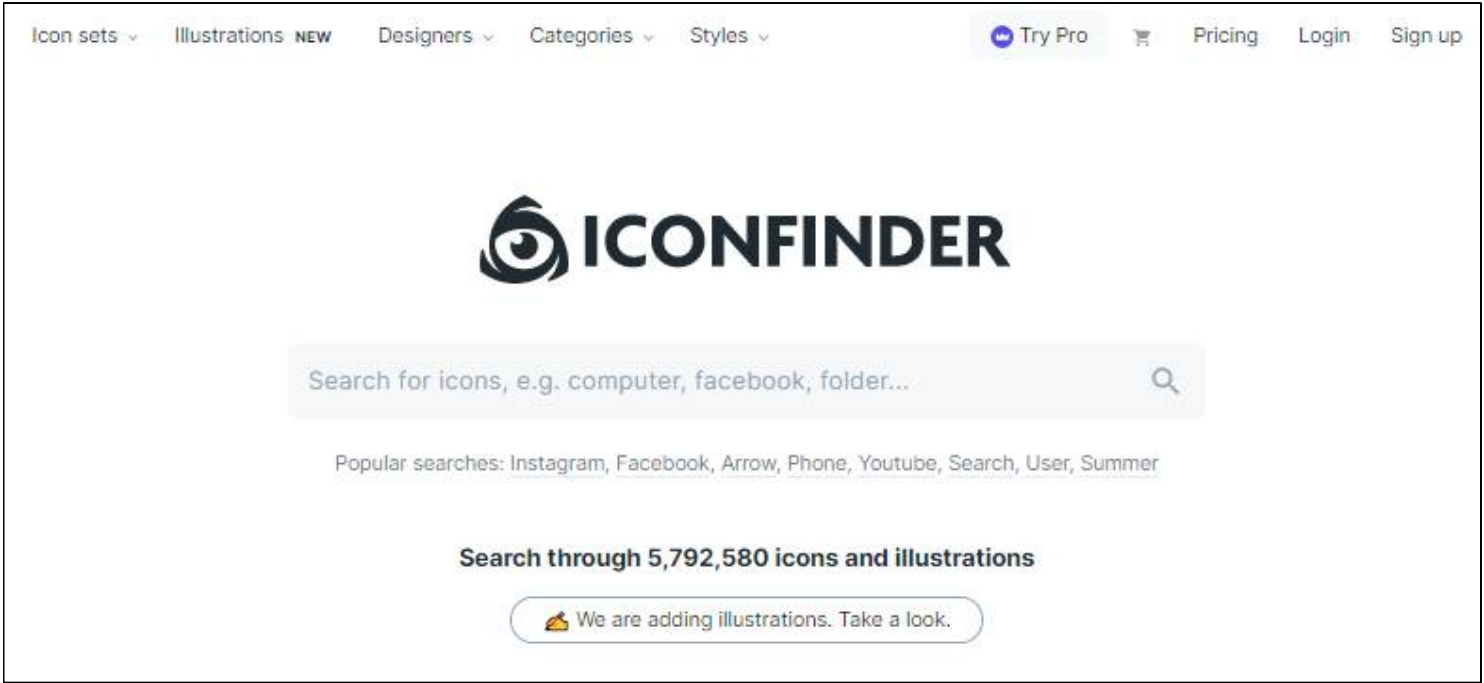 Icon sets Illustrations NEW Designers Categories Styles Try Pro Pricing Login Sign up
ICONFINDER
Search for icons, e.g. computer, facebook, folder...
Popular searches: Instagram, Facebook, Arrow, Phone, Youtube, Search, User, Summer
Search through 5,792,580 icons and illustrations
✍️ We are adding illustrations. Take a look.